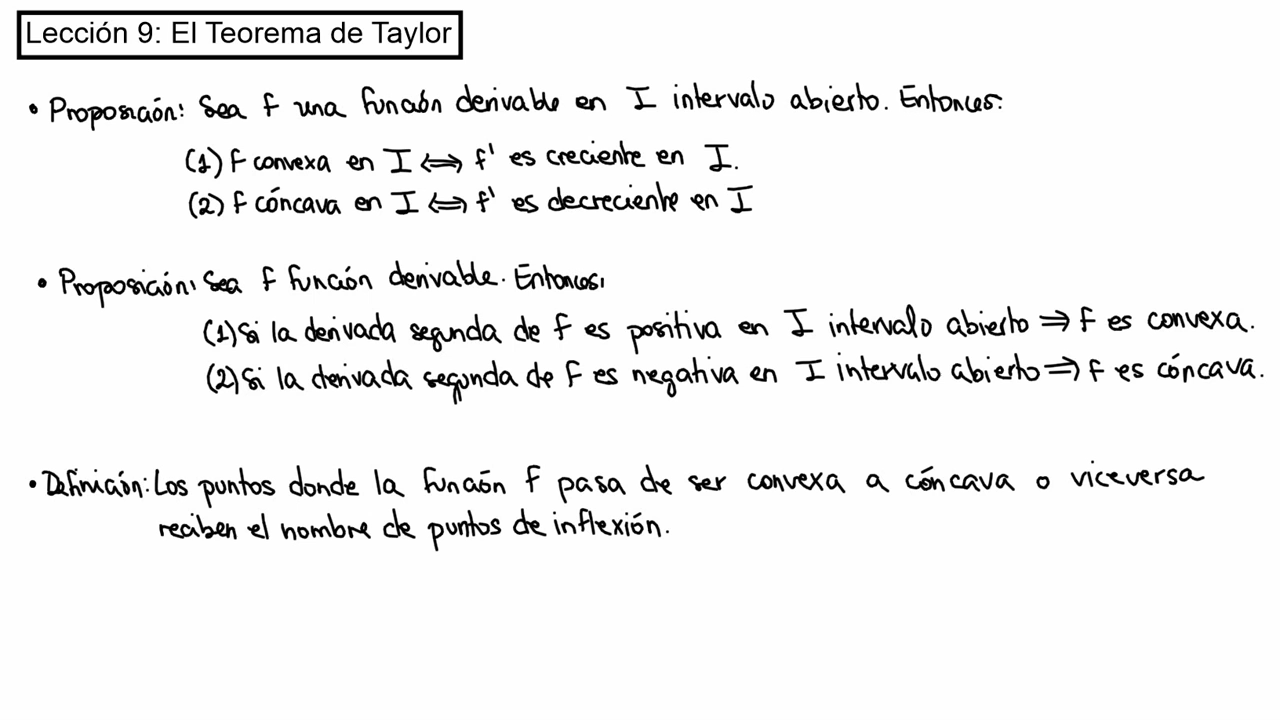 Lección 9: El Teorema de Taylor
• Proposición: Sea f una función derivable en I intervalo abierto. Entonces:
(1) f convexa en I ⟺ f' es creciente en I.
(2) f cóncava en I ⟺ f' es decreciente en I
• Proposición: Sea f función derivable. Entonces:
(1) Si la derivada segunda de f es positiva en I intervalo abierto ⟹ f es convexa.
(2) Si la derivada segunda de f es negativa en I intervalo abierto ⟹ f es cóncava.
• Definición: Los puntos donde la función f pasa de ser convexa a cóncava o viceversa
reciben el nombre de puntos de inflexión.